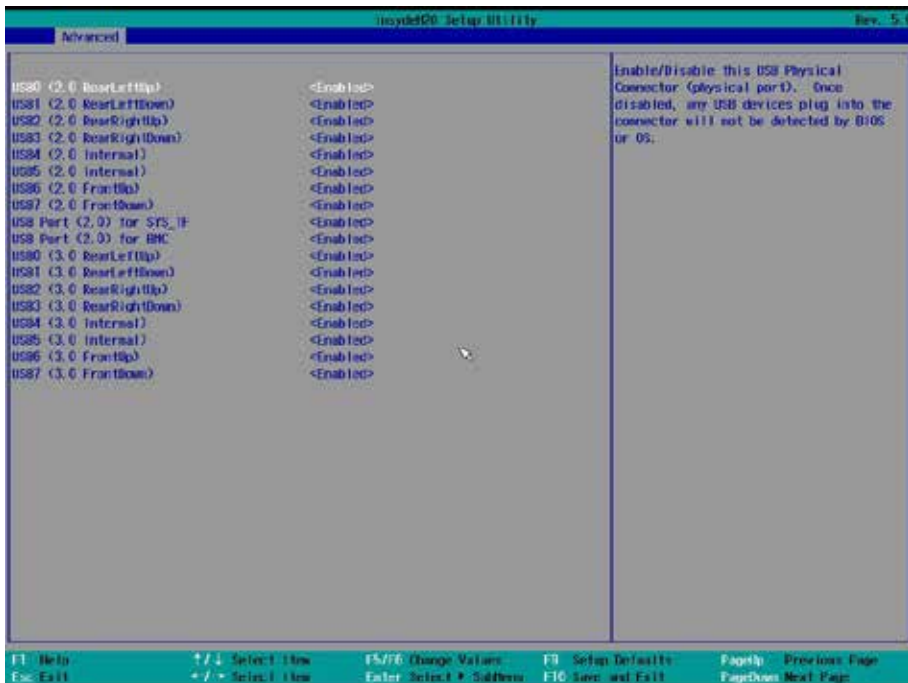 InsydeH20 Setup Utility Rev. 5.
Advanced
USB0 (2.0 RearLeftUp) <Enabled>
USB1 (2.0 RearLeftDown) <Enabled>
USB2 (2.0 RearRightUp) <Enabled>
USB3 (2.0 RearRightDown) <Enabled>
USB4 (2.0 Internal) <Enabled>
USB5 (2.0 Internal) <Enabled>
USB6 (2.0 FrontUp) <Enabled>
USB7 (2.0 FrontDown) <Enabled>
USB Port (2.0) for SYS_TF <Enabled>
USB Port (2.0) for BMC <Enabled>
USB0 (3.0 RearLeftUp) <Enabled>
USB1 (3.0 RearLeftDown) <Enabled>
USB2 (3.0 RearRightUp) <Enabled>
USB3 (3.0 RearRightDown) <Enabled>
USB4 (3.0 Internal) <Enabled>
USB5 (3.0 Internal) <Enabled>
USB6 (3.0 FrontUp) <Enabled>
USB7 (3.0 FrontDown) <Enabled>
Enable/Disable this USB Physical
Connector (physical port). Once
disabled, any USB devices plug into the
connector will not be detected by BIOS
or OS.
F1 Help ↑/↓ Select Item F5/F6 Change Values F9 Setup Defaults PageUp Previous Page
Esc Exit ←/→ Select Item Enter Select ▸ SubMenu F10 Save and Exit PageDown Next Page